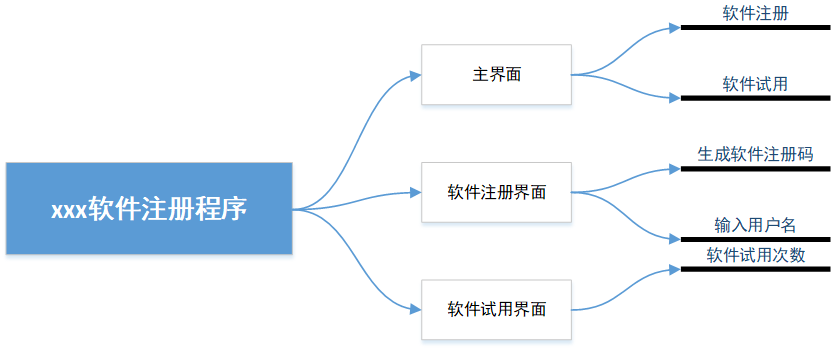 xxx软件注册程序
主界面
软件注册
软件试用
软件注册界面
生成软件注册码
输入用户名
软件试用界面
软件试用次数